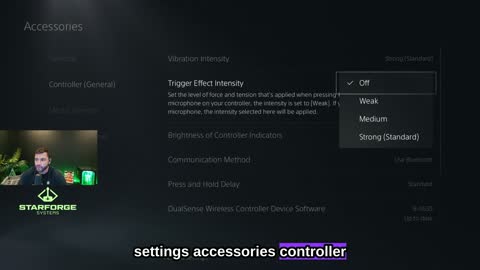 Accessories
General
Vibration Intensity
Strong (Standard)
Controller (General)
Trigger Effect Intensity
Off
Set the level of force and tension that's applied when pressing
microphone on your controller, the intensity is set to [Weak]. If
microphone, the intensity selected here will be applied.
Weak
Medium
Strong (Standard)
Brightness of Controller Indicators
Communication Method
Use Bluetooth
Press and Hold Delay
Standard
DualSense Wireless Controller Device Software
Up to date
STARFORGE
SYSTEMS
settings accessories controller